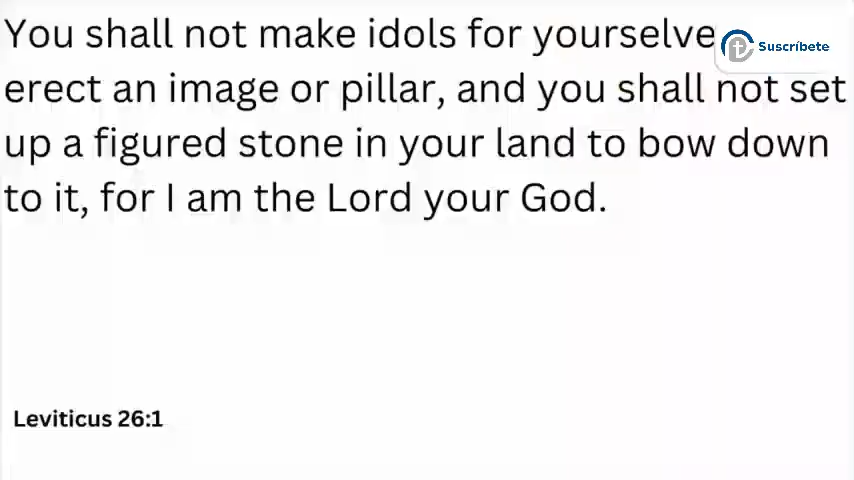 You shall not make idols for yourselve
Suscríbete
erect an image or pillar, and you shall not set
up a figured stone in your land to bow down
to it, for I am the Lord your God.
Leviticus 26:1